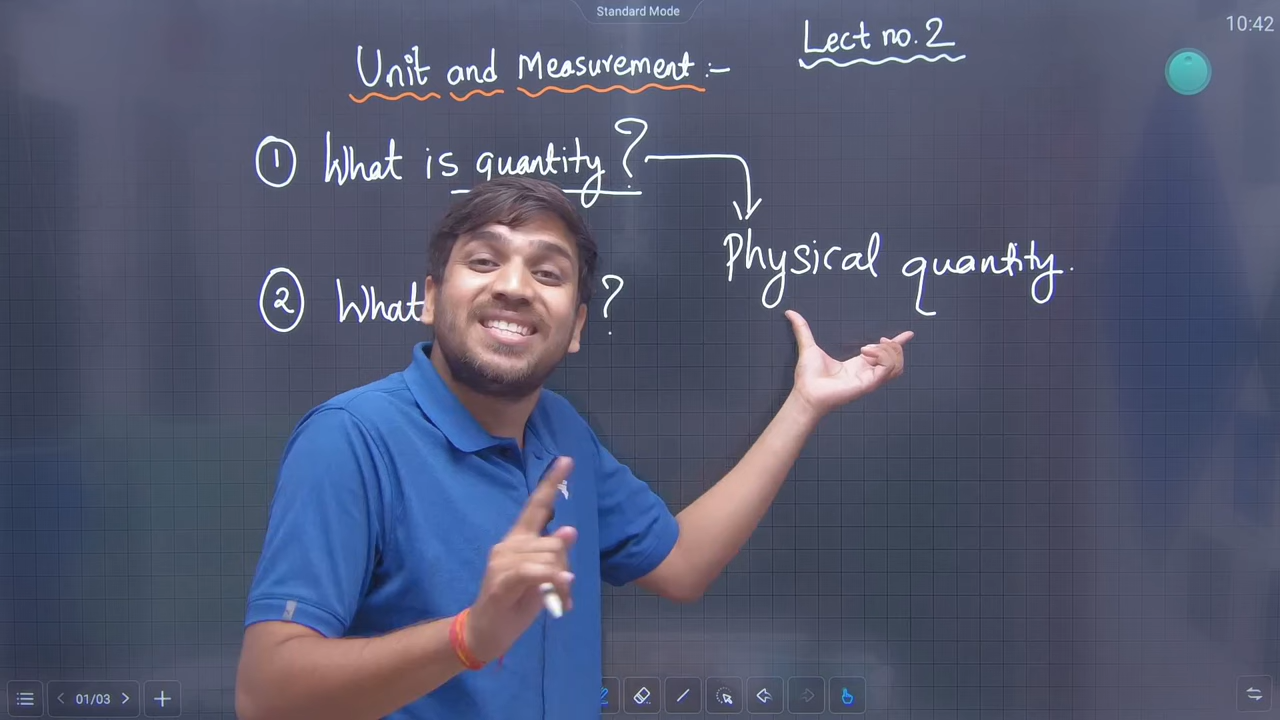 Standard Mode
10:42
Lect no. 2
Unit and Measurement :-
① What is quantity ?
Physical quantity.
② What ?
01/03